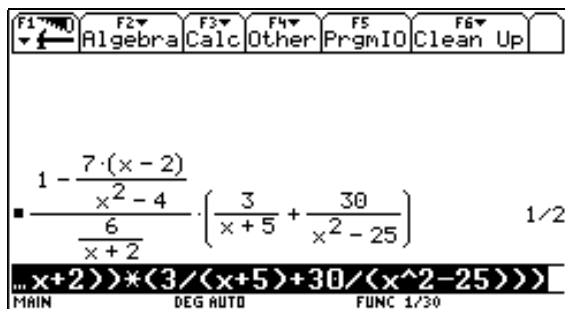 F1 F2 Algebra F3 Calc F4 Other F5 PrgmIO F6 Clean Up
1 - 7·(x - 2)
x² - 4
6
x + 2
· ( 3 / x + 5 + 30 / x² - 25 ) 1/2
…x+2))*(3/(x+5)+30/(x^2-25)))
MAIN DEG AUTO FUNC 1/30